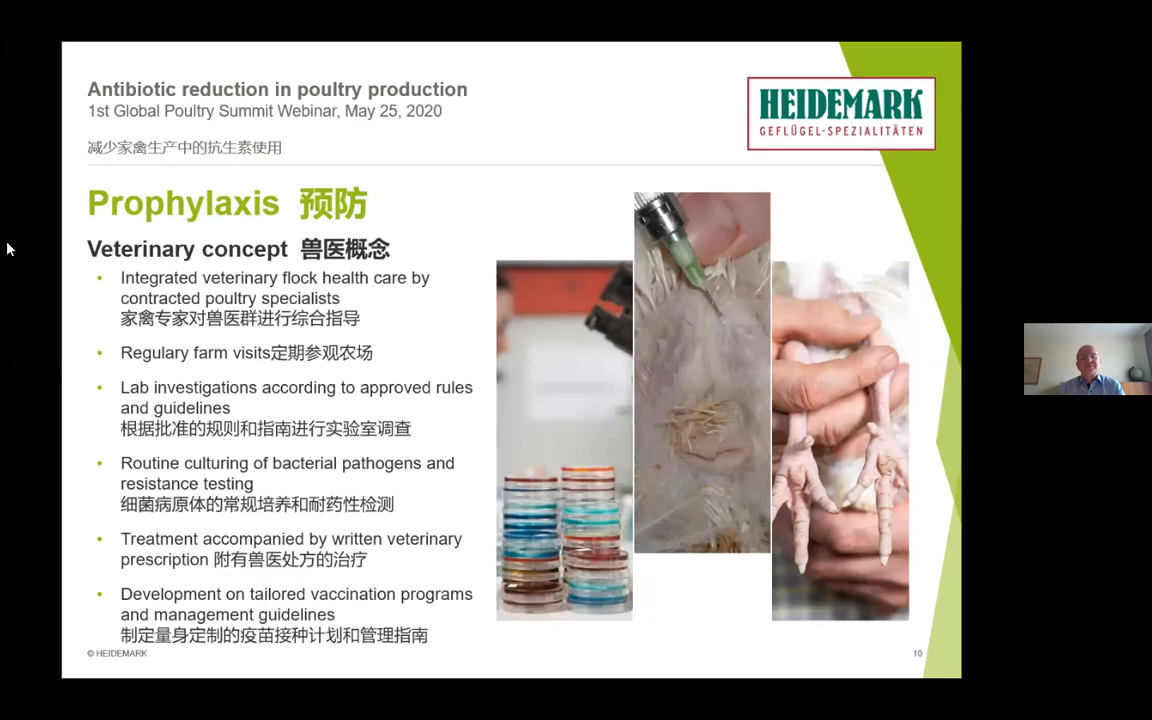 Antibiotic reduction in poultry production
1st Global Poultry Summit Webinar, May 25, 2020
减少家禽生产中的抗生素使用
HEIDEMARK
GEFLÜGEL-SPEZIALITÄTEN
Prophylaxis 预防
Veterinary concept 兽医概念
• Integrated veterinary flock health care by
contracted poultry specialists
家禽专家对兽医群进行综合指导
• Regulary farm visits定期参观农场
• Lab investigations according to approved rules
and guidelines
根据批准的规则和指南进行实验室调查
• Routine culturing of bacterial pathogens and
resistance testing
细菌病原体的常规培养和耐药性检测
• Treatment accompanied by written veterinary
prescription 附有兽医处方的治疗
• Development on tailored vaccination programs
and management guidelines
制定量身定制的疫苗接种计划和管理指南
© HEIDEMARK
10